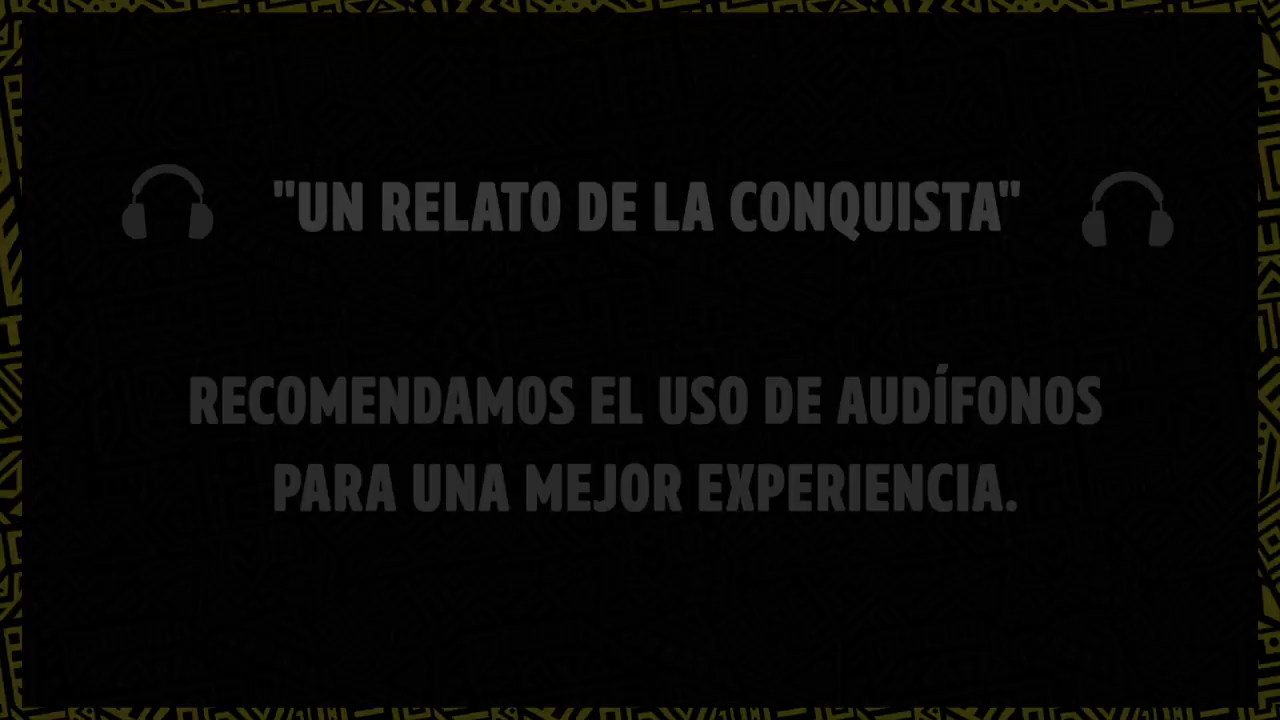 "UN RELATO DE LA CONQUISTA"
RECOMENDAMOS EL USO DE AUDÍFONOS
PARA UNA MEJOR EXPERIENCIA.